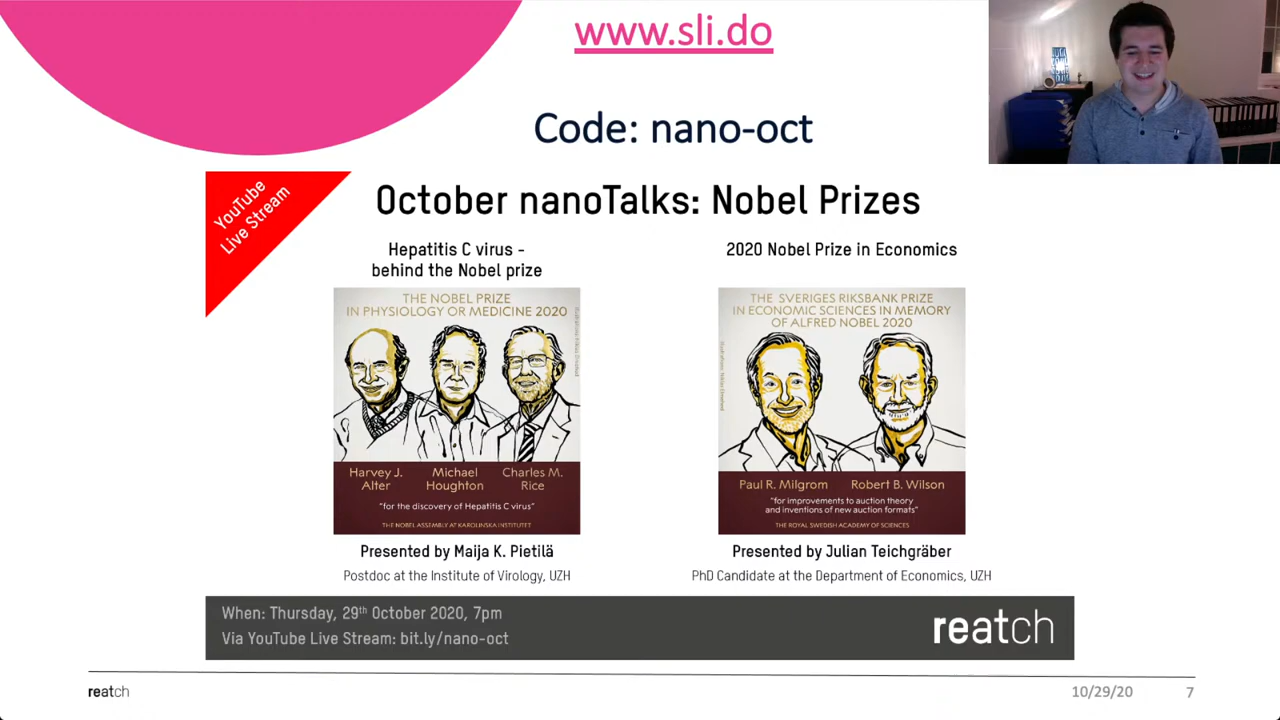 www.sli.do
Code: nano-oct
YouTube
Live Stream
October nanoTalks: Nobel Prizes
Hepatitis C virus -
behind the Nobel prize
THE NOBEL PRIZE
IN PHYSIOLOGY OR MEDICINE 2020
Harvey J.
Alter
Michael
Houghton
Charles M.
Rice
"for the discovery of Hepatitis C virus"
THE NOBEL ASSEMBLY AT KAROLINSKA INSTITUTET
Presented by Maija K. Pietilä
Postdoc at the Institute of Virology, UZH
2020 Nobel Prize in Economics
THE SVERIGES RIKSBANK PRIZE
IN ECONOMIC SCIENCES IN MEMORY
OF ALFRED NOBEL 2020
Paul R. Milgrom
Robert B. Wilson
"for improvements to auction theory
and inventions of new auction formats"
THE ROYAL SWEDISH ACADEMY OF SCIENCES
Presented by Julian Teichgräber
PhD Candidate at the Department of Economics, UZH
When: Thursday, 29th October 2020, 7pm
Via YouTube Live Stream: bit.ly/nano-oct
reatch
reatch
10/29/20
7